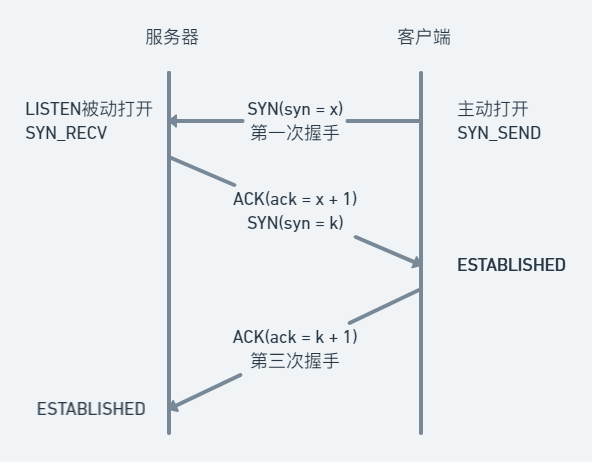 服务器
客户端
LISTEN被动打开
SYN_RECV
SYN(syn = x)
第一次握手
主动打开
SYN_SEND
ACK(ack = x + 1)
SYN(syn = k)
ESTABLISHED
ACK(ack = k + 1)
第三次握手
ESTABLISHED